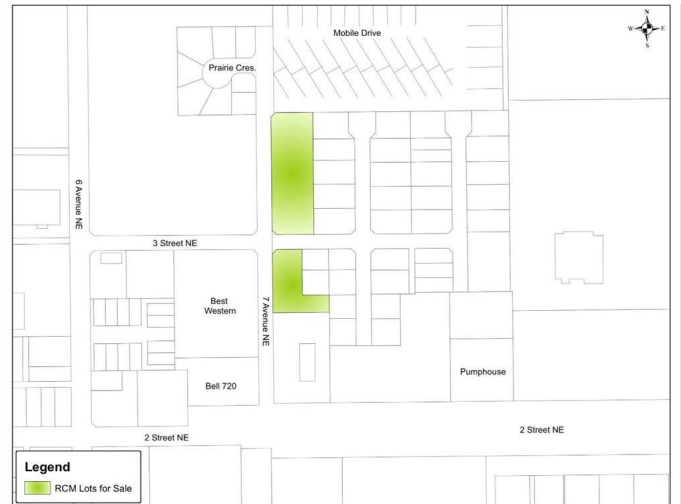 Mobile Drive
N
W E
S
Prairie Cres.
6 Avenue NE
3 Street NE
Best
Western
7 Avenue NE
Pumphouse
Bell 720
2 Street NE
2 Street NE
Legend
RCM Lots for Sale